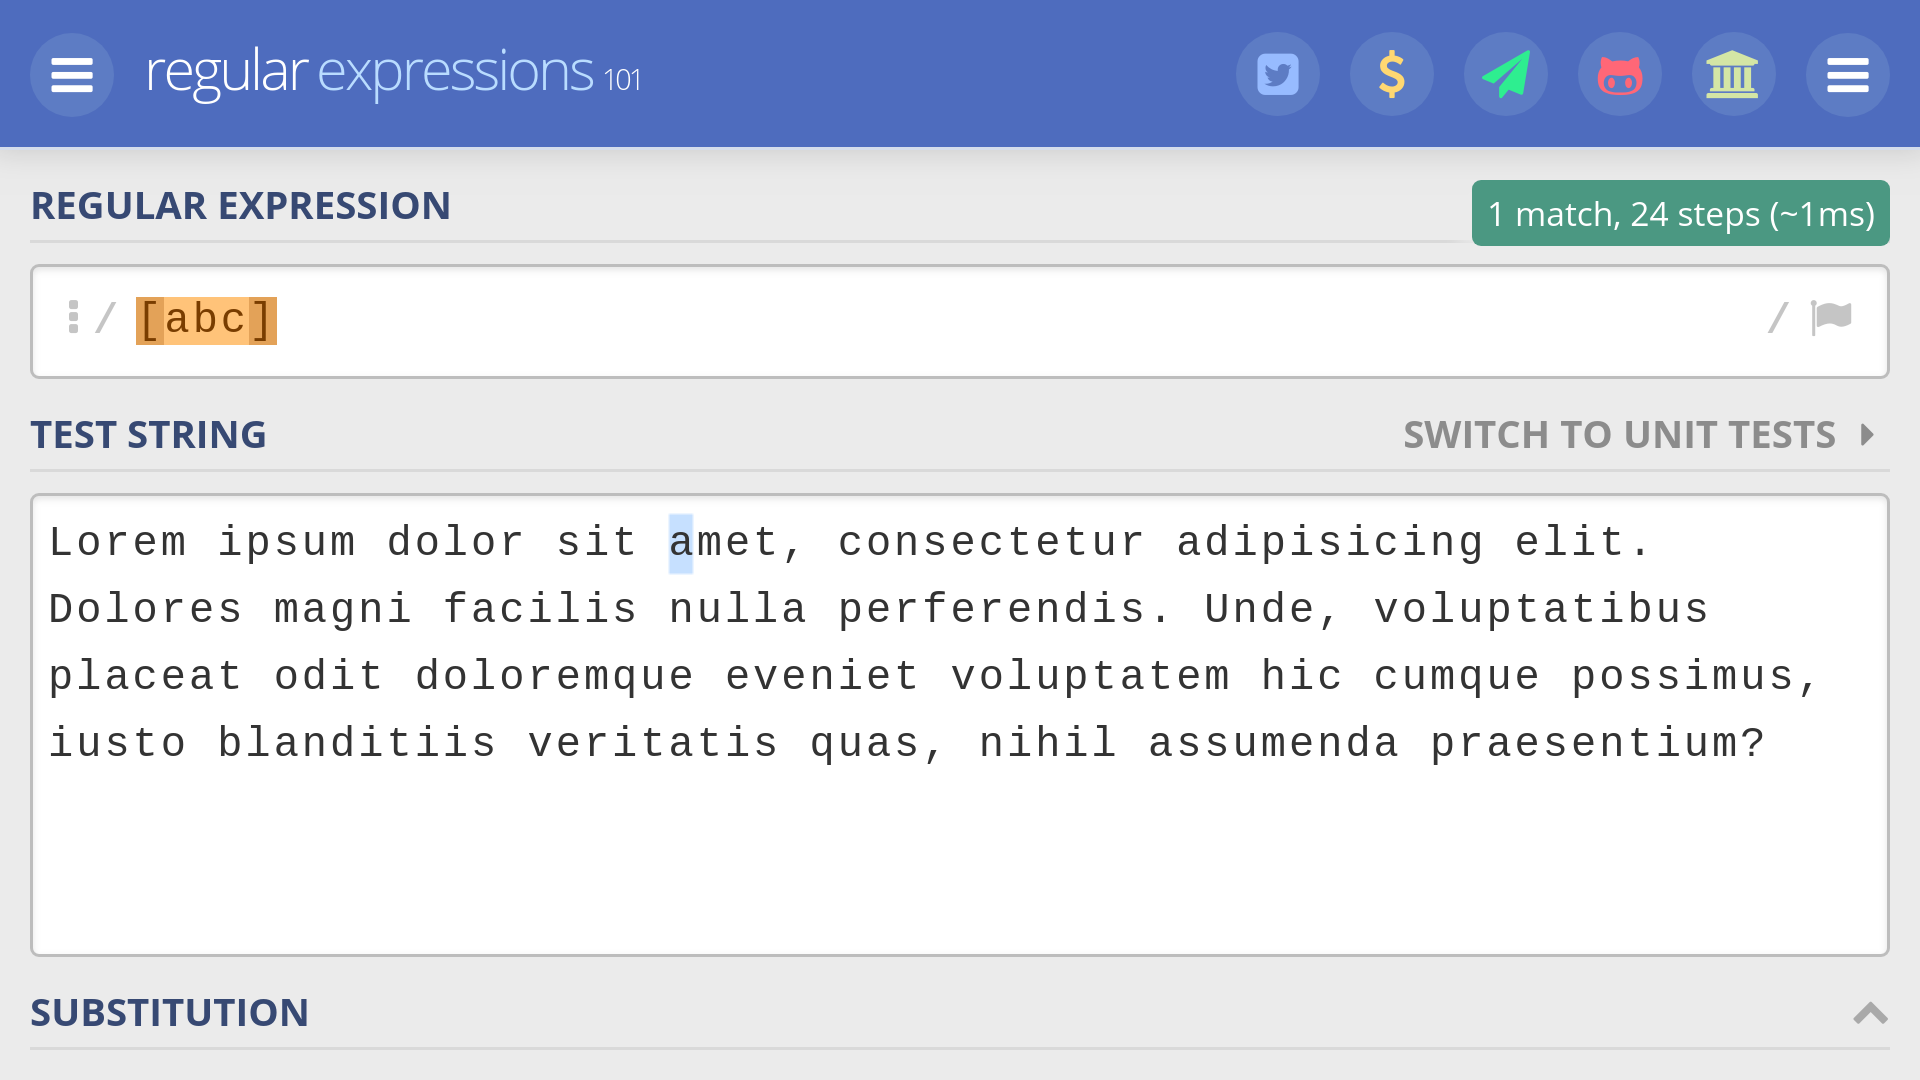 regular expressions 101
REGULAR EXPRESSION
1 match, 24 steps (~1ms)
/ [abc] /
TEST STRING
SWITCH TO UNIT TESTS
Lorem ipsum dolor sit amet, consectetur adipisicing elit.
Dolores magni facilis nulla perferendis. Unde, voluptatibus
placeat odit doloremque eveniet voluptatem hic cumque possimus,
iusto blanditiis veritatis quas, nihil assumenda praesentium?
SUBSTITUTION